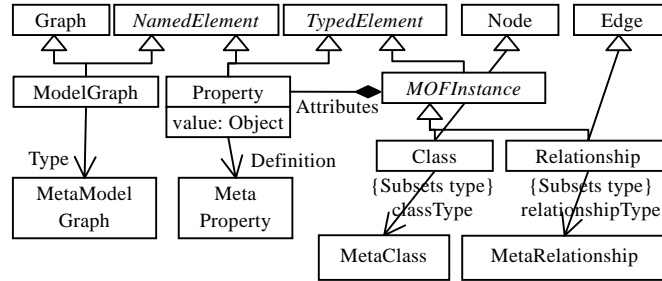 Graph
NamedElement
TypedElement
Node
Edge
ModelGraph
Property
value: Object
Attributes
MOFInstance
Type
Definition
Class
Relationship
{Subsets type}
classType
{Subsets type}
relationshipType
MetaModel
Graph
Meta
Property
MetaClass
MetaRelationship